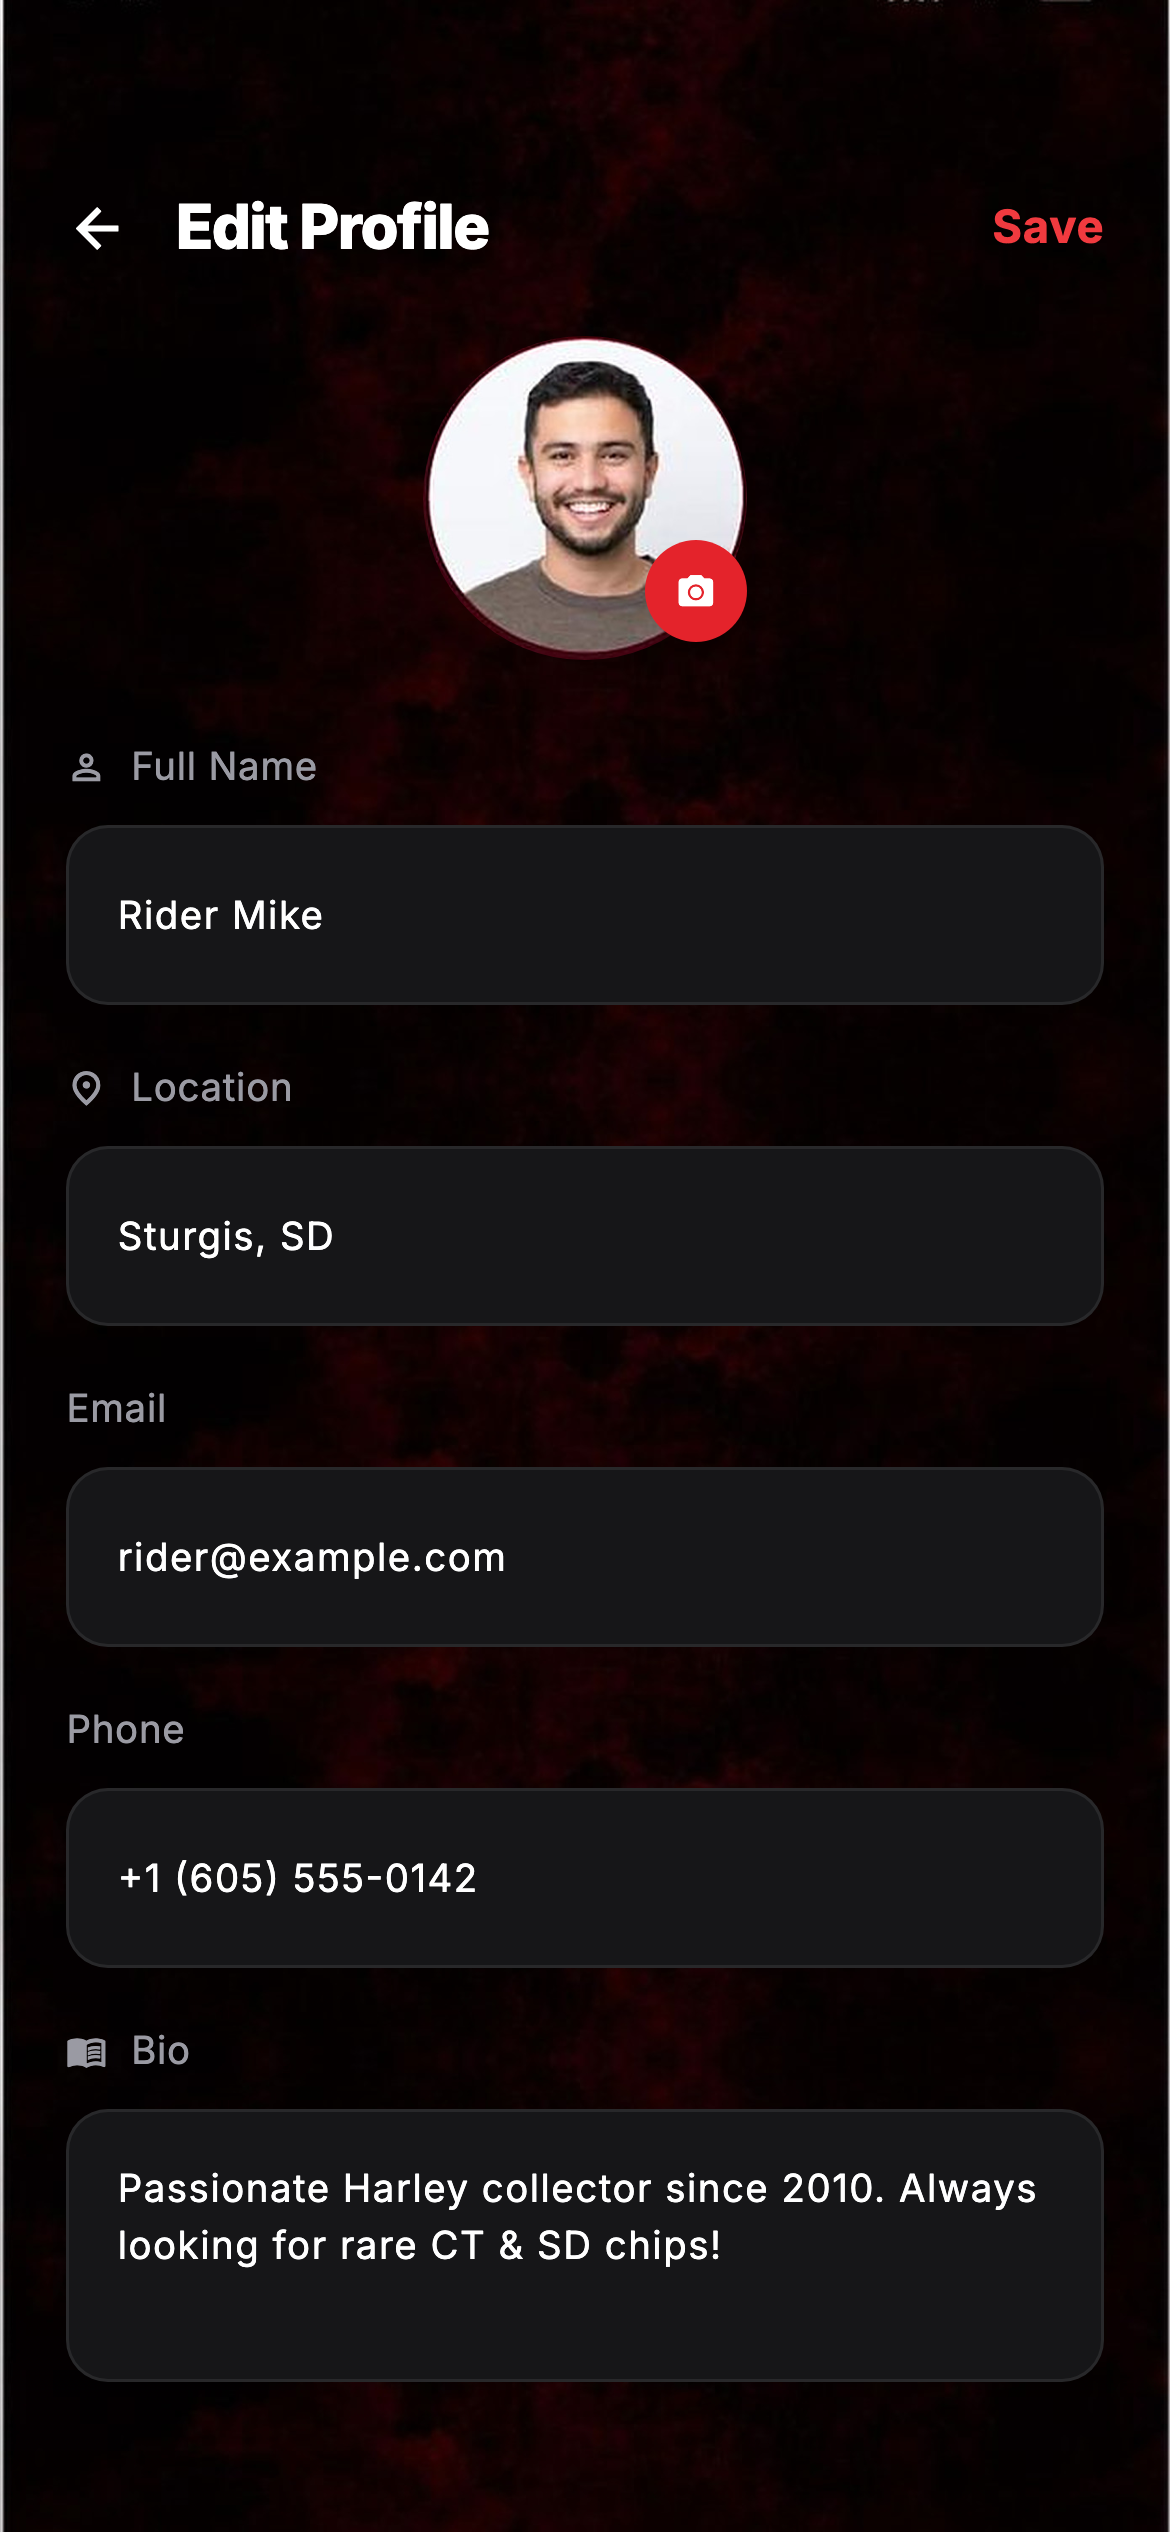 Edit Profile
Save
Full Name
Rider Mike
Location
Sturgis, SD
Email
rider@example.com
Phone
+1 (605) 555-0142
Bio
Passionate Harley collector since 2010. Always
looking for rare CT & SD chips!